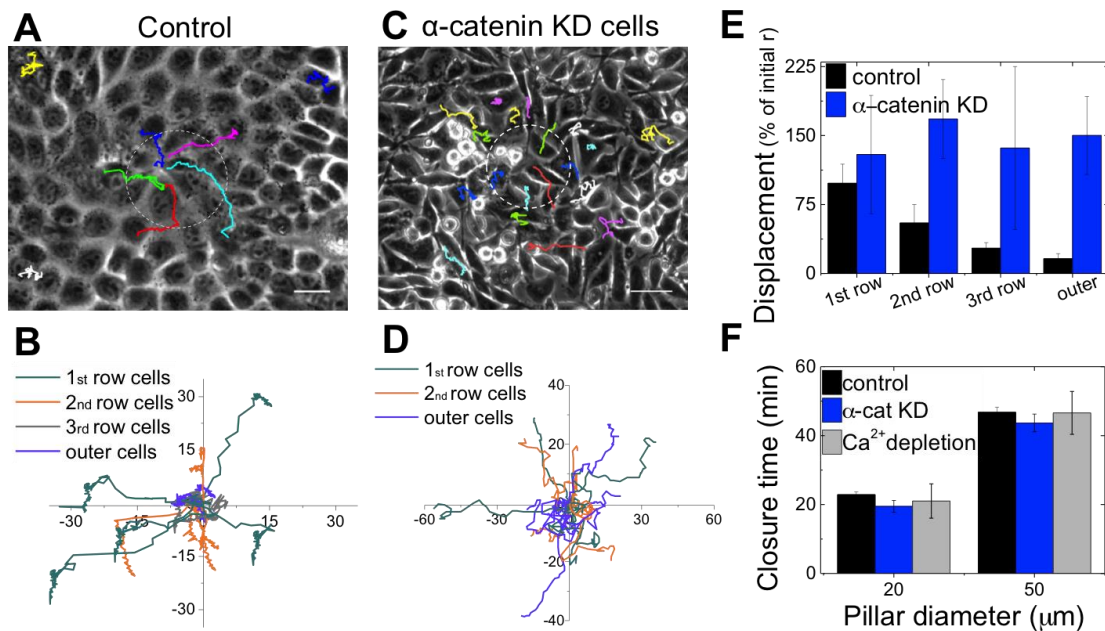 A
Control
B
1st row cells
2nd row cells
3rd row cells
outer cells
30
15
-15
-30
-30
-15
15
30
C
α-catenin KD cells
D
1st row cells
2nd row cells
outer cells
40
20
-20
-40
-60
-30
30
60
E
Displacement (% of initial r)
225
150
75
0
control
α-catenin KD
1st row
2nd row
3rd row
outer
F
Closure time (min)
60
40
20
0
control
α-cat KD
Ca2+ depletion
20
50
Pillar diameter (μm)